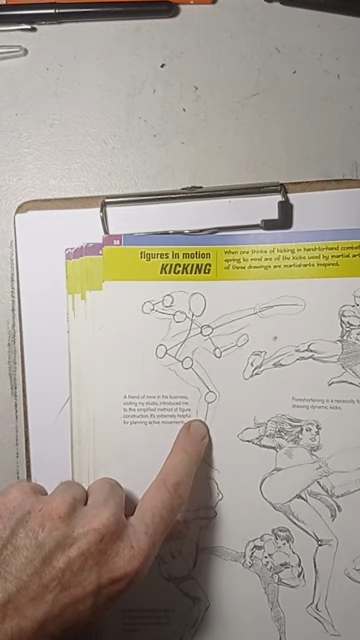 58
figures in motion
KICKING
When one thinks of kicking in hand-to-hand combat
spring to mind are of the kicks used by martial art
of these drawings are martial-arts inspired.
A friend of mine in the business,
visiting my studio, introduced me
to this simplified method of figure
construction. It's extremely helpful
for planning active movements.
Foreshortening is a necessity fo
drawing dynamic kicks.